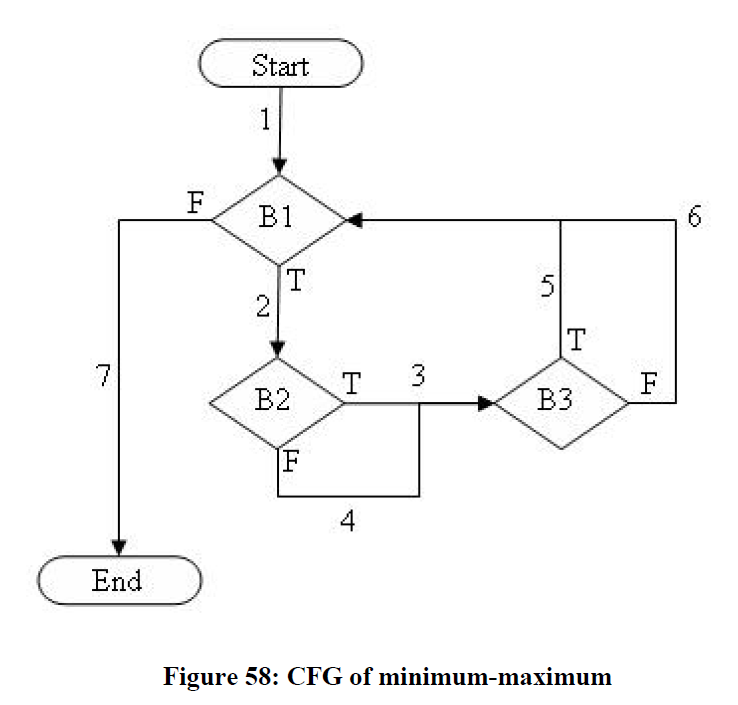 Start
1
F
B1
6
T
2
5
T
7
T
3
B2
B3
F
F
4
End
Figure 58: CFG of minimum-maximum